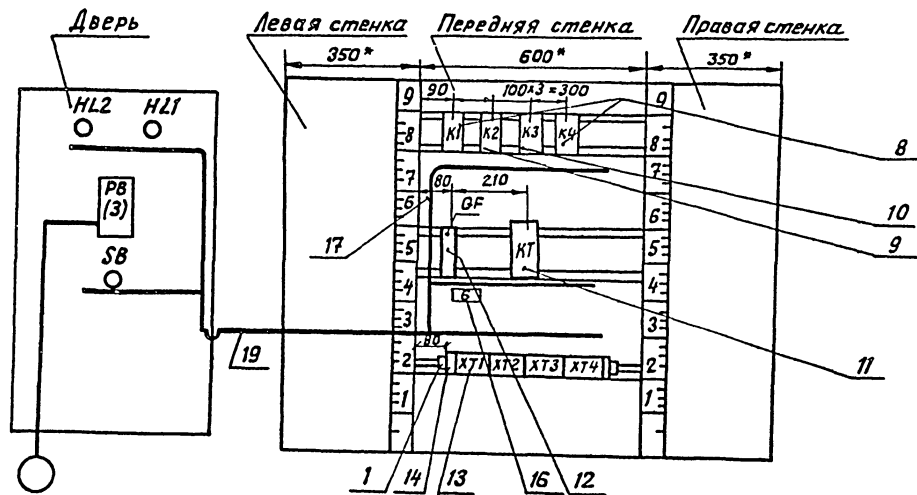 Дверь
Левая стенка
Передняя стенка
Правая стенка
350* 600* 350*
HL2 HL1
90 100×3=300
9 9
K1 K2 K3 K4
8 8
8
7 7
80 210
PB
(3)
6 6
GF
10
17
KT
9
5 5
SB
4 4
6
3 3
80
19
11
2 XT1 XT2 XT3 XT4 2
1 1
1 14 13 16 12